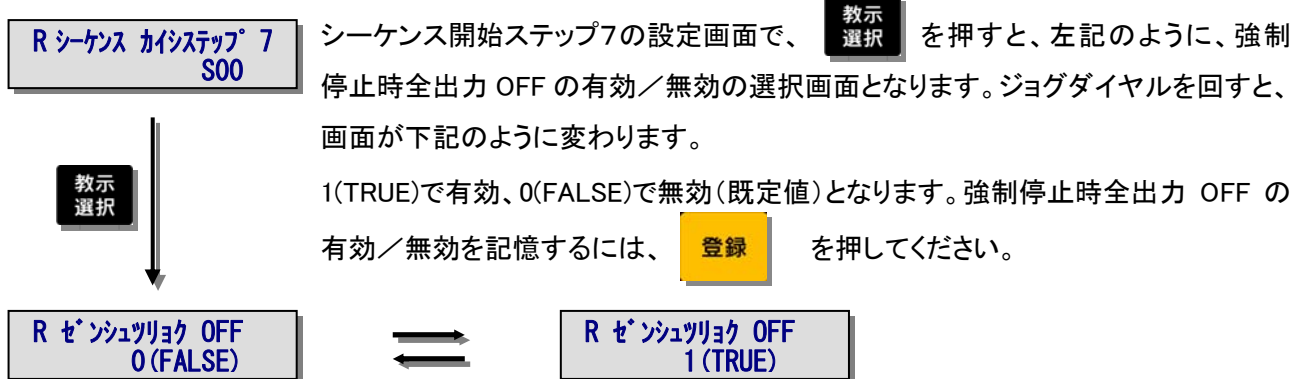 R シーケンス カイシステップ 7
S00
シーケンス開始ステップ7の設定画面で、 教示選択 を押すと、左記のように、強制
停止時全出力 OFF の有効／無効の選択画面となります。ジョグダイヤルを回すと、
画面が下記のように変わります。
教示
選択
1(TRUE)で有効、0(FALSE)で無効（既定値）となります。強制停止時全出力 OFF の
有効／無効を記憶するには、 登録 を押してください。
R ゼンシュツリョク OFF
0(FALSE)
R ゼンシュツリョク OFF
1(TRUE)